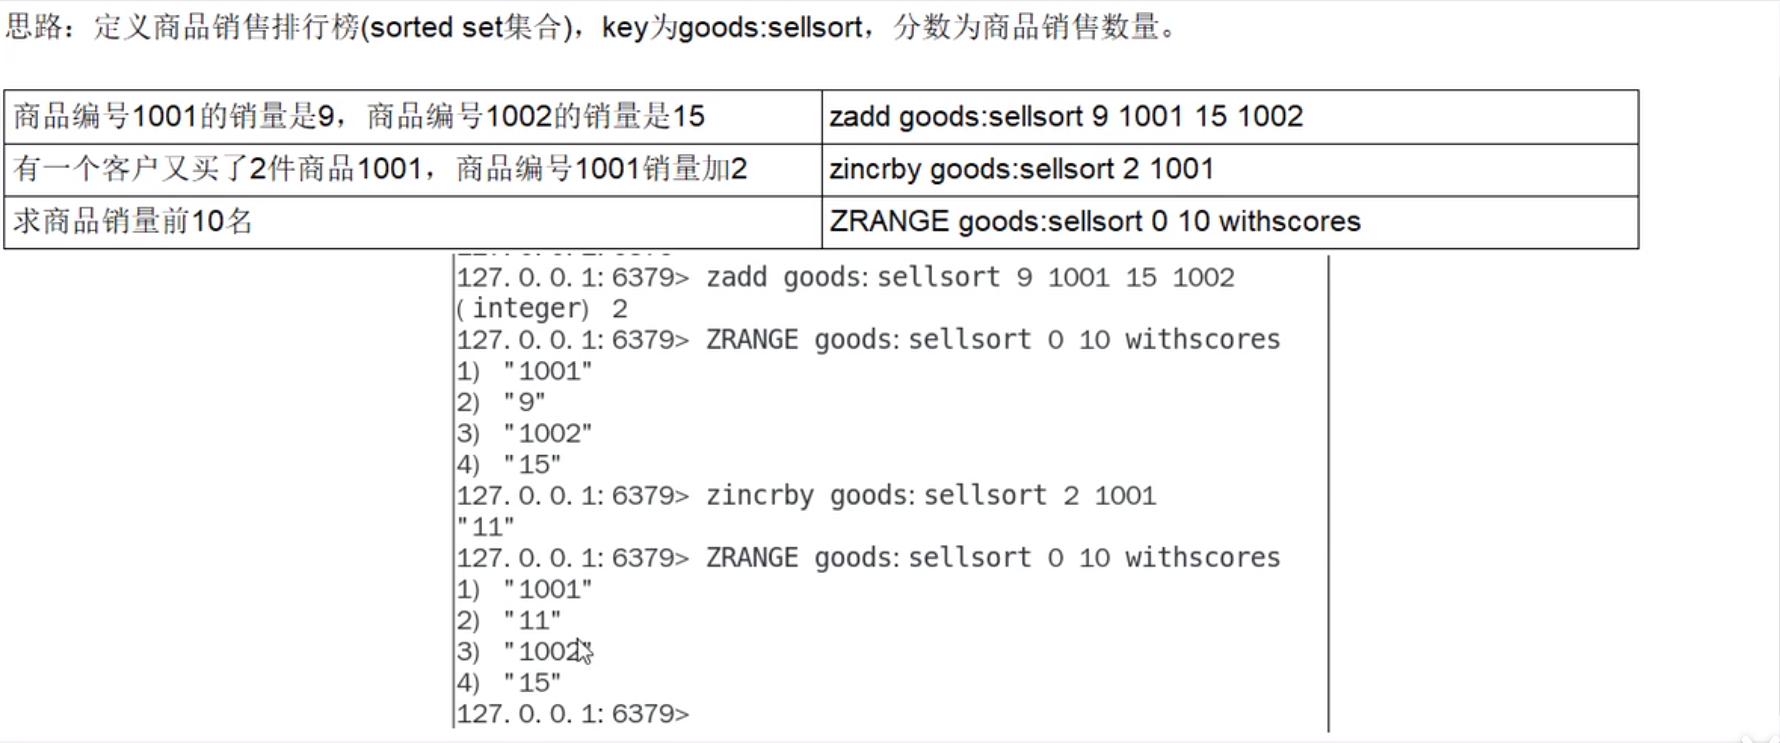 思路：定义商品销售排行榜(sorted set集合)，key为goods:sellsort，分数为商品销售数量。
商品编号1001的销量是9，商品编号1002的销量是15 zadd goods:sellsort 9 1001 15 1002
有一个客户又买了2件商品1001，商品编号1001销量加2 zincrby goods:sellsort 2 1001
求商品销量前10名 ZRANGE goods:sellsort 0 10 withscores
127.0.0.1:6379> zadd goods:sellsort 9 1001 15 1002
(integer) 2
127.0.0.1:6379> ZRANGE goods:sellsort 0 10 withscores
1) "1001"
2) "9"
3) "1002"
4) "15"
127.0.0.1:6379> zincrby goods:sellsort 2 1001
"11"
127.0.0.1:6379> ZRANGE goods:sellsort 0 10 withscores
1) "1001"
2) "11"
3) "1002"
4) "15"
127.0.0.1:6379>